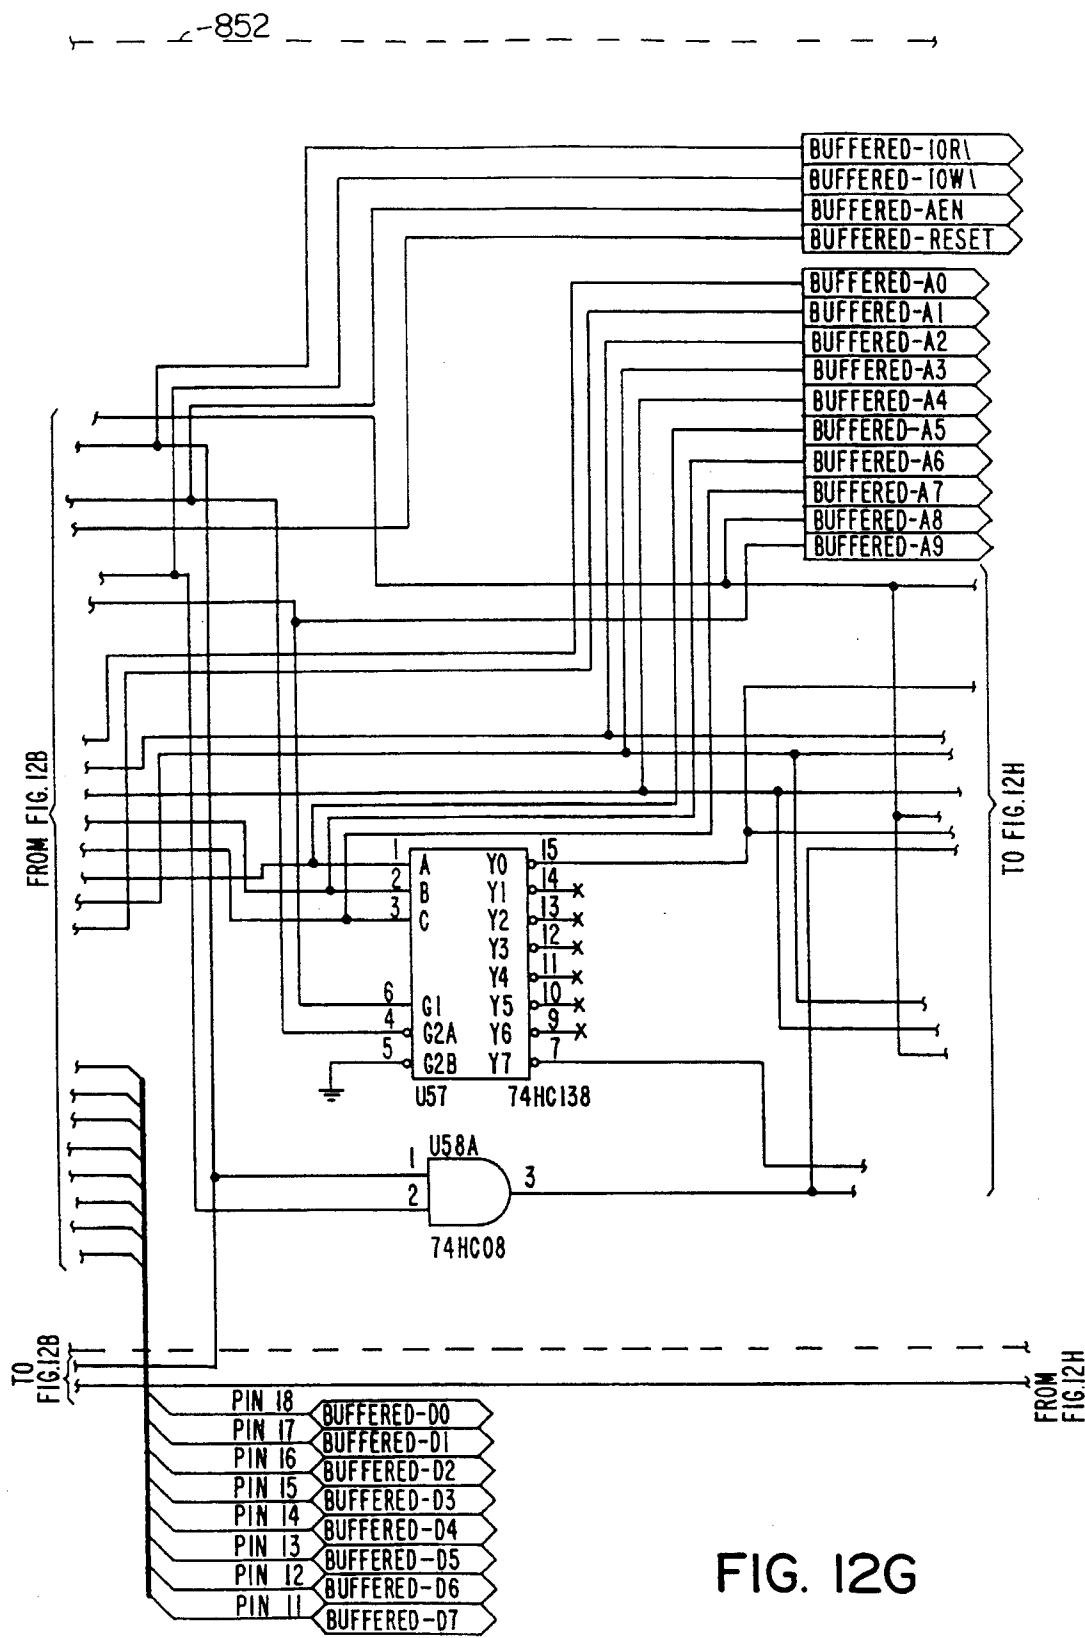 852
BUFFERED-IOR\
BUFFERED-IOW\
BUFFERED-AEN
BUFFERED-RESET
BUFFERED-A0
BUFFERED-A1
BUFFERED-A2
BUFFERED-A3
BUFFERED-A4
BUFFERED-A5
BUFFERED-A6
BUFFERED-A7
BUFFERED-A8
BUFFERED-A9
FROM FIG. 12B
TO FIG.12H
1 A Y0 15
2 B Y1 14 X
3 C Y2 13 X
Y3 12 X
Y4 11 X
6 G1 Y5 10 X
4 G2A Y6 9 X
5 G2B Y7 7
U57 74HC138
U58A
1
2
3
74HC08
TO
FIG.12B
FROM
FIG.12H
PIN 18 BUFFERED-D0
PIN 17 BUFFERED-D1
PIN 16 BUFFERED-D2
PIN 15 BUFFERED-D3
PIN 14 BUFFERED-D4
PIN 13 BUFFERED-D5
PIN 12 BUFFERED-D6
PIN 11 BUFFERED-D7
FIG. 12G